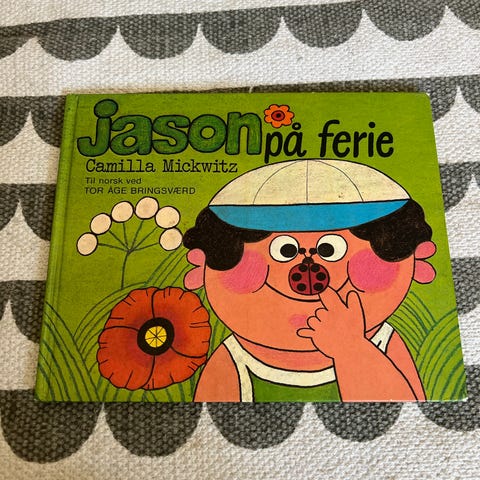 jason på ferie
Camilla Mickwitz
Til norsk ved
TOR ÅGE BRINGSVÆRD